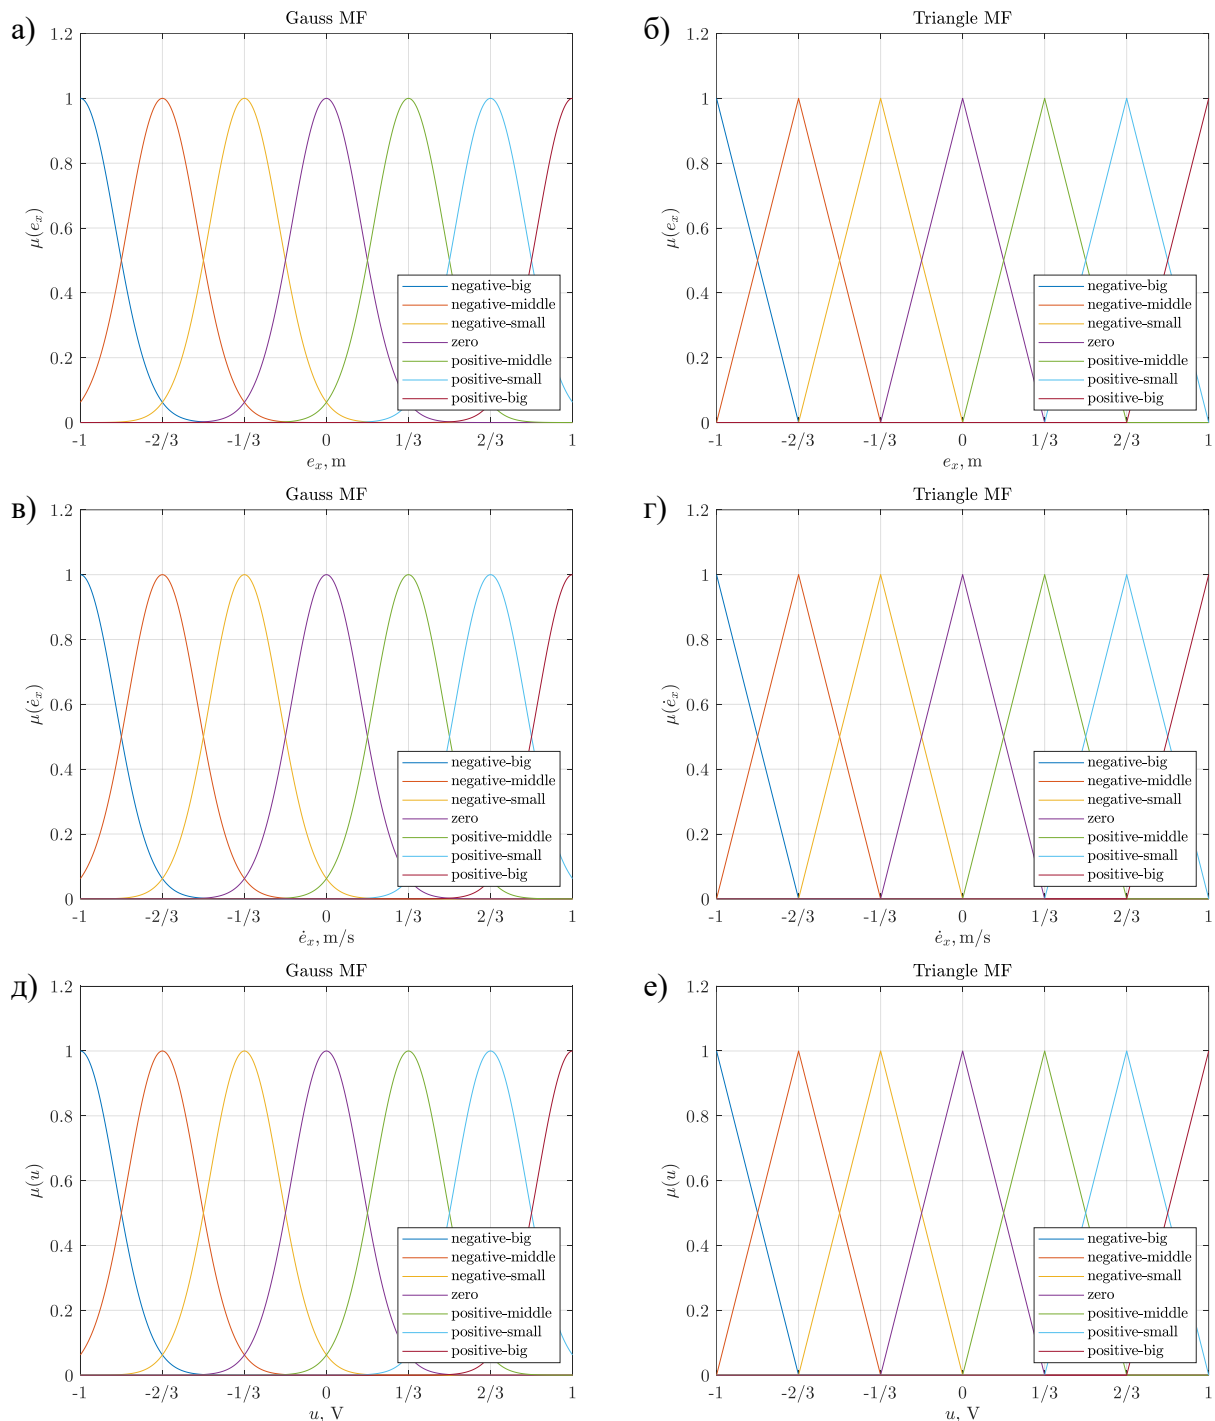 а)
Gauss MF
1.2
1
0.8
0.6
0.4
0.2
0
μ(e_x)
negative-big
negative-middle
negative-small
zero
positive-middle
positive-small
positive-big
-1 -2/3 -1/3 0 1/3 2/3 1
e_x, m
б)
Triangle MF
1.2
1
0.8
0.6
0.4
0.2
0
μ(e_x)
negative-big
negative-middle
negative-small
zero
positive-middle
positive-small
positive-big
-1 -2/3 -1/3 0 1/3 2/3 1
e_x, m
в)
Gauss MF
1.2
1
0.8
0.6
0.4
0.2
0
μ(ė_x)
negative-big
negative-middle
negative-small
zero
positive-middle
positive-small
positive-big
-1 -2/3 -1/3 0 1/3 2/3 1
ė_x, m/s
г)
Triangle MF
1.2
1
0.8
0.6
0.4
0.2
0
μ(ė_x)
negative-big
negative-middle
negative-small
zero
positive-middle
positive-small
positive-big
-1 -2/3 -1/3 0 1/3 2/3 1
ė_x, m/s
д)
Gauss MF
1.2
1
0.8
0.6
0.4
0.2
0
μ(u)
negative-big
negative-middle
negative-small
zero
positive-middle
positive-small
positive-big
-1 -2/3 -1/3 0 1/3 2/3 1
u, V
е)
Triangle MF
1.2
1
0.8
0.6
0.4
0.2
0
μ(u)
negative-big
negative-middle
negative-small
zero
positive-middle
positive-small
positive-big
-1 -2/3 -1/3 0 1/3 2/3 1
u, V